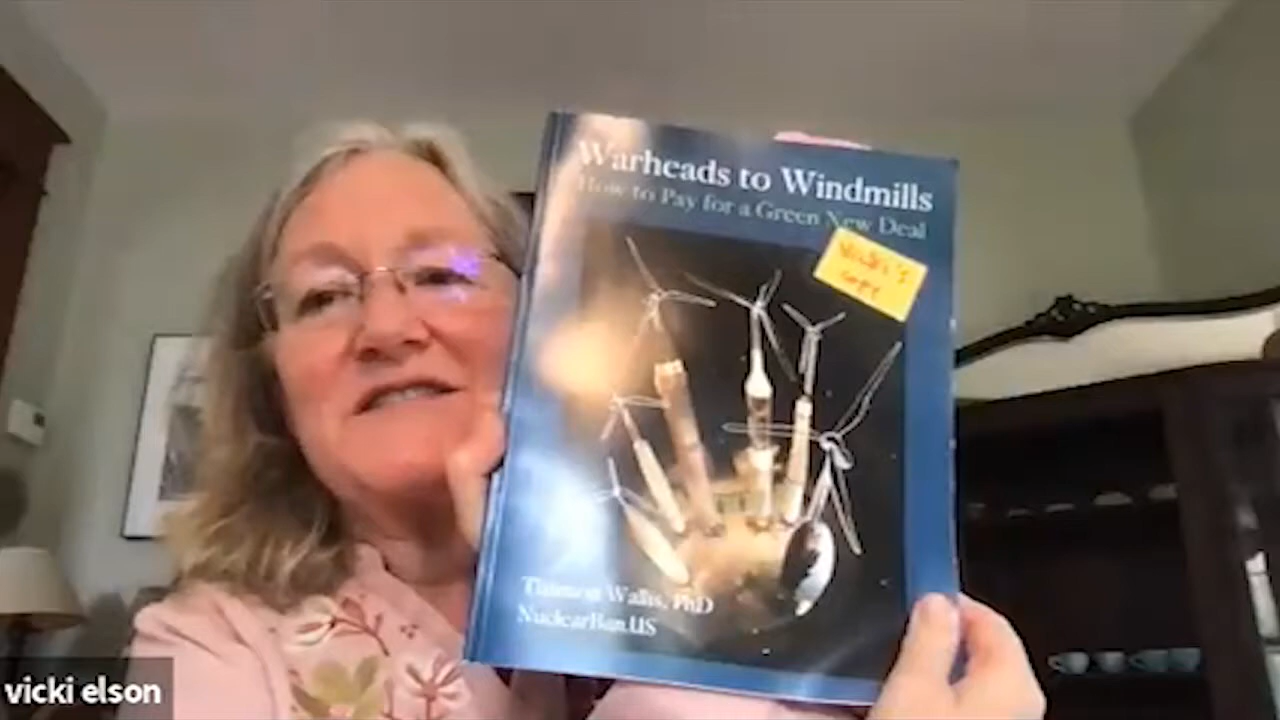 Warheads to Windmills
How to Pay for a Green New Deal
Vicki's
copy
Timmon Wallis, PhD
NuclearBan.US
vicki elson